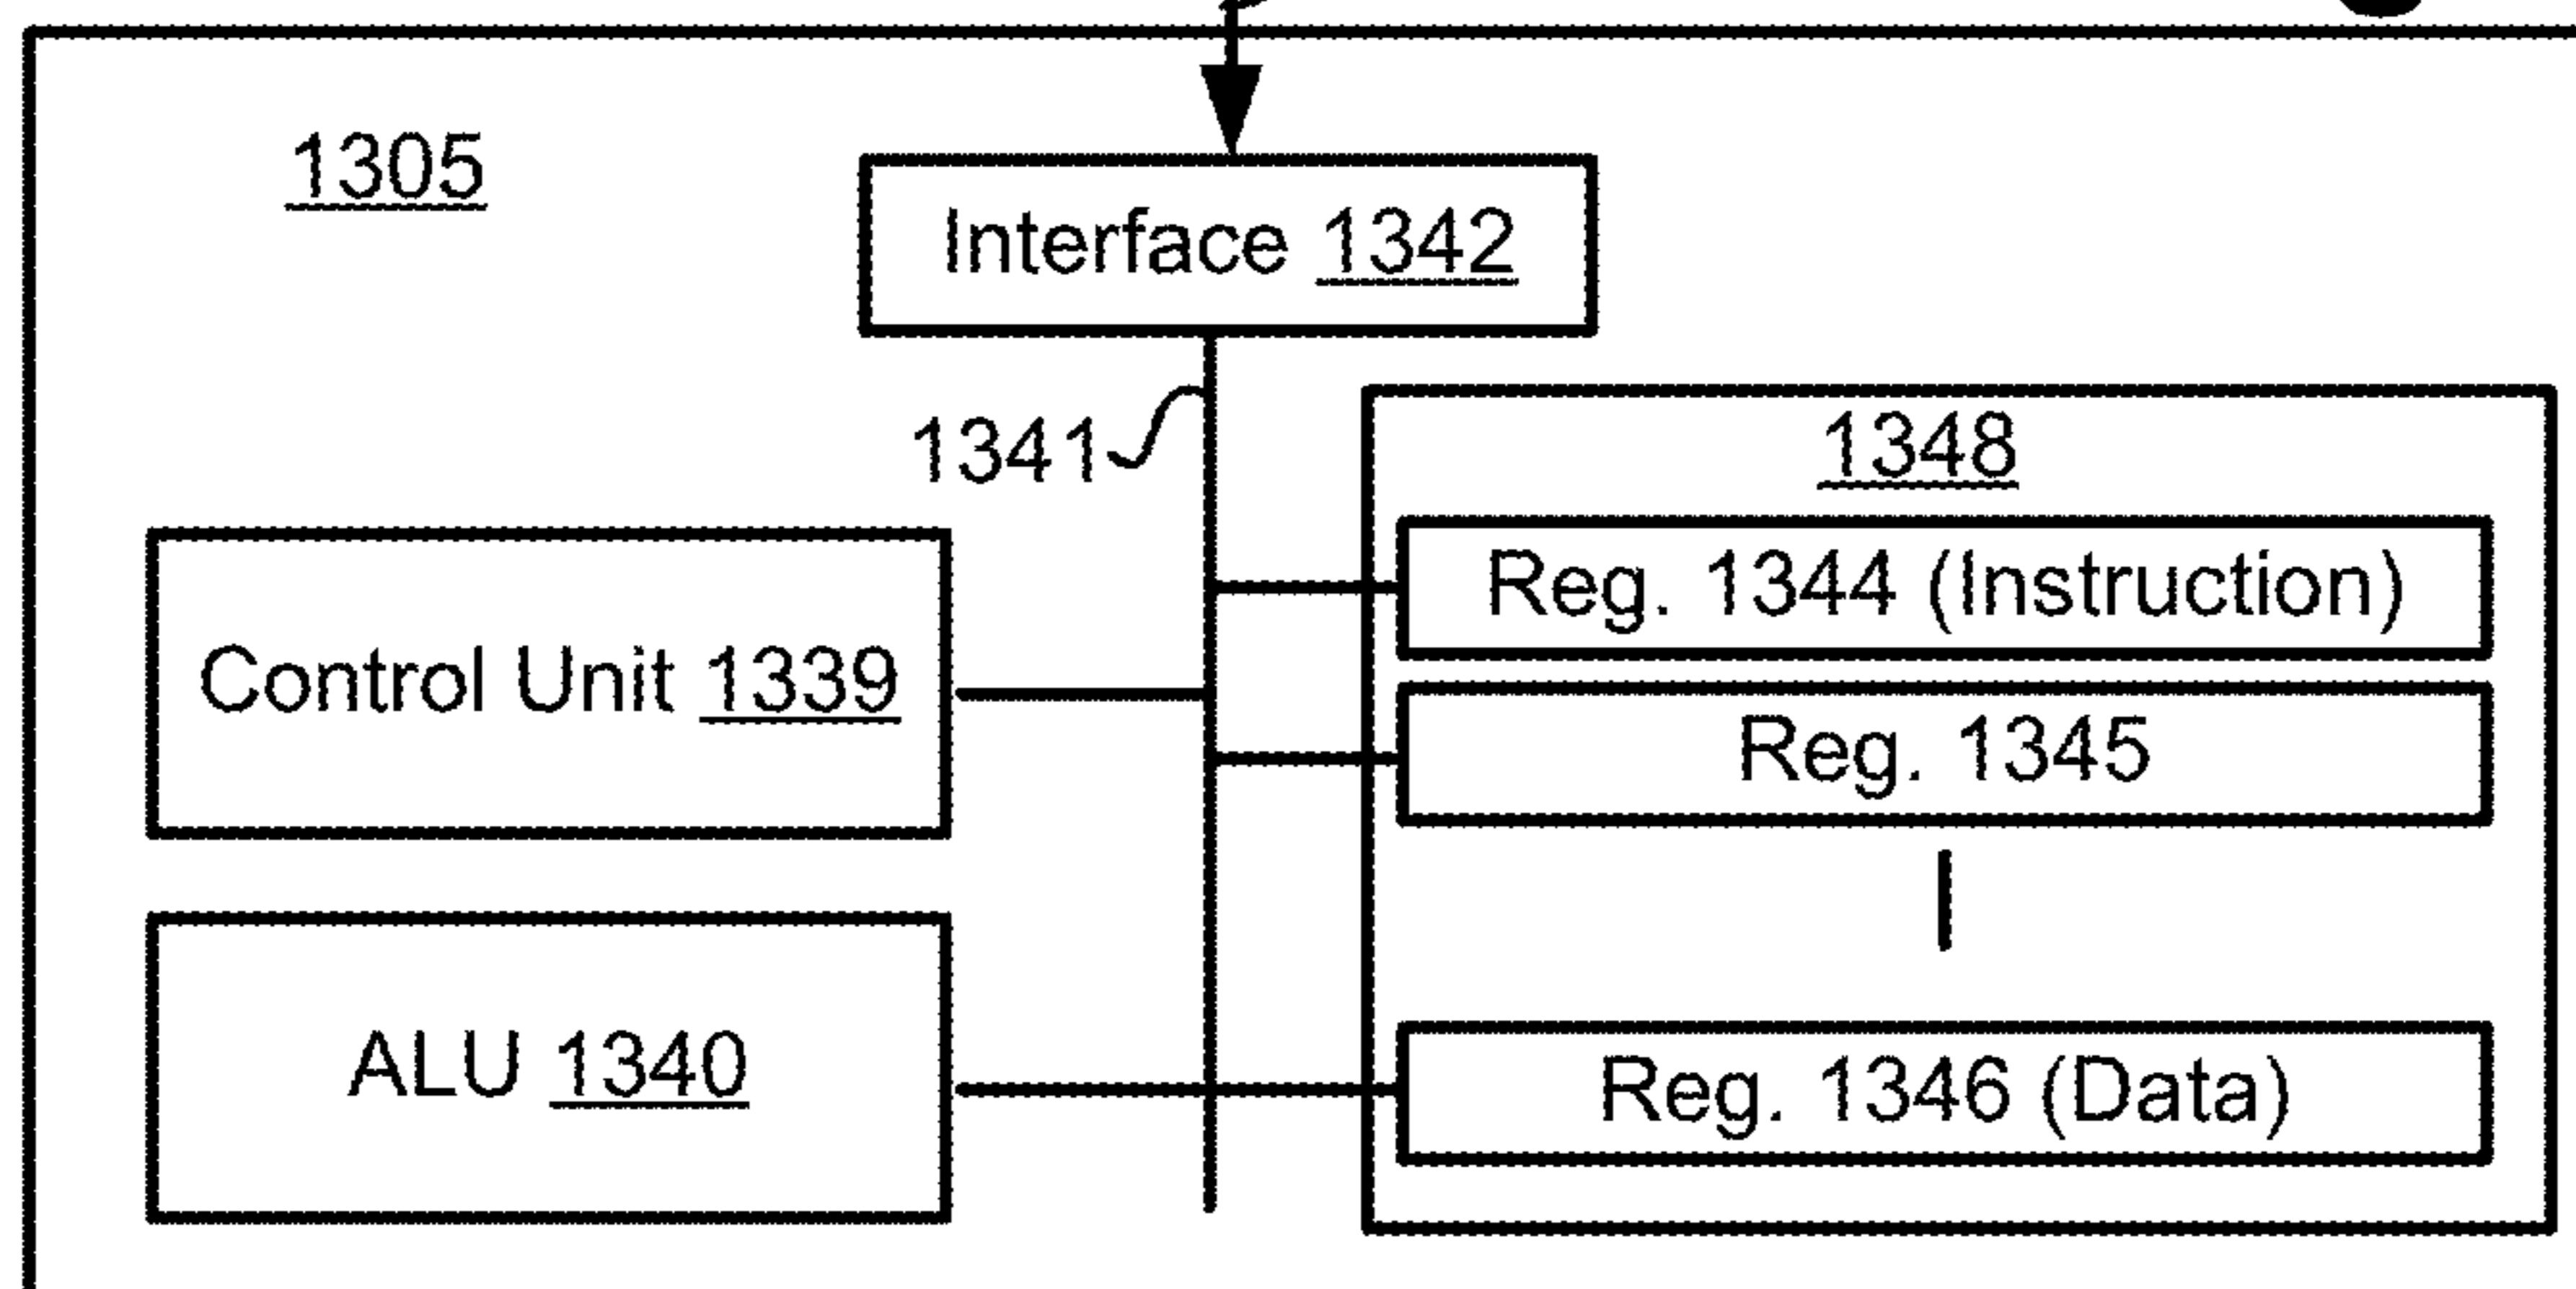 1305
Interface 1342
1341
1348
Reg. 1344 (Instruction)
Control Unit 1339
Reg. 1345
ALU 1340
Reg. 1346 (Data)